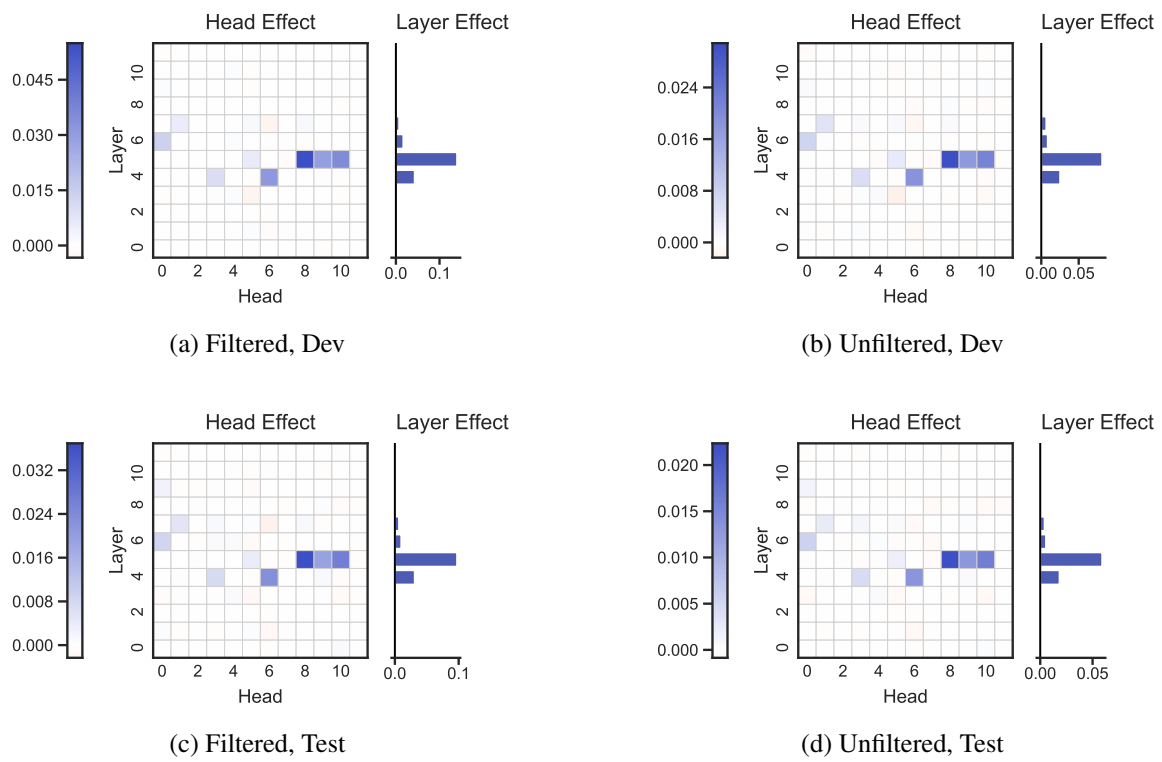 Head Effect Layer Effect
0.045
0.030
0.015
0.000
Layer
10
8
6
4
2
0
0 2 4 6 8 10
Head
0.0 0.1
(a) Filtered, Dev
Head Effect Layer Effect
0.024
0.016
0.008
0.000
Layer
10
8
6
4
2
0
0 2 4 6 8 10
Head
0.00 0.05
(b) Unfiltered, Dev
Head Effect Layer Effect
0.032
0.024
0.016
0.008
0.000
Layer
10
8
6
4
2
0
0 2 4 6 8 10
Head
0.0 0.1
(c) Filtered, Test
Head Effect Layer Effect
0.020
0.015
0.010
0.005
0.000
Layer
10
8
6
4
2
0
0 2 4 6 8 10
Head
0.00 0.05
(d) Unfiltered, Test